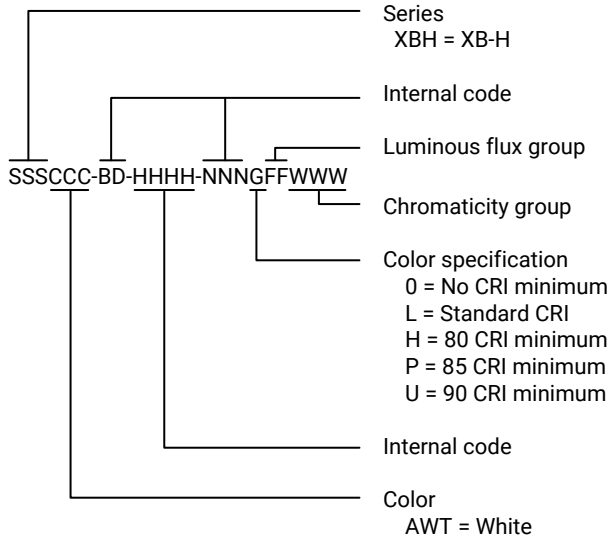 Series
XBH = XB-H
Internal code
Luminous flux group
SSSCCC-BD-HHHH-NNNGFFWWW
Chromaticity group
Color specification
0 = No CRI minimum
L = Standard CRI
H = 80 CRI minimum
P = 85 CRI minimum
U = 90 CRI minimum
Internal code
Color
AWT = White